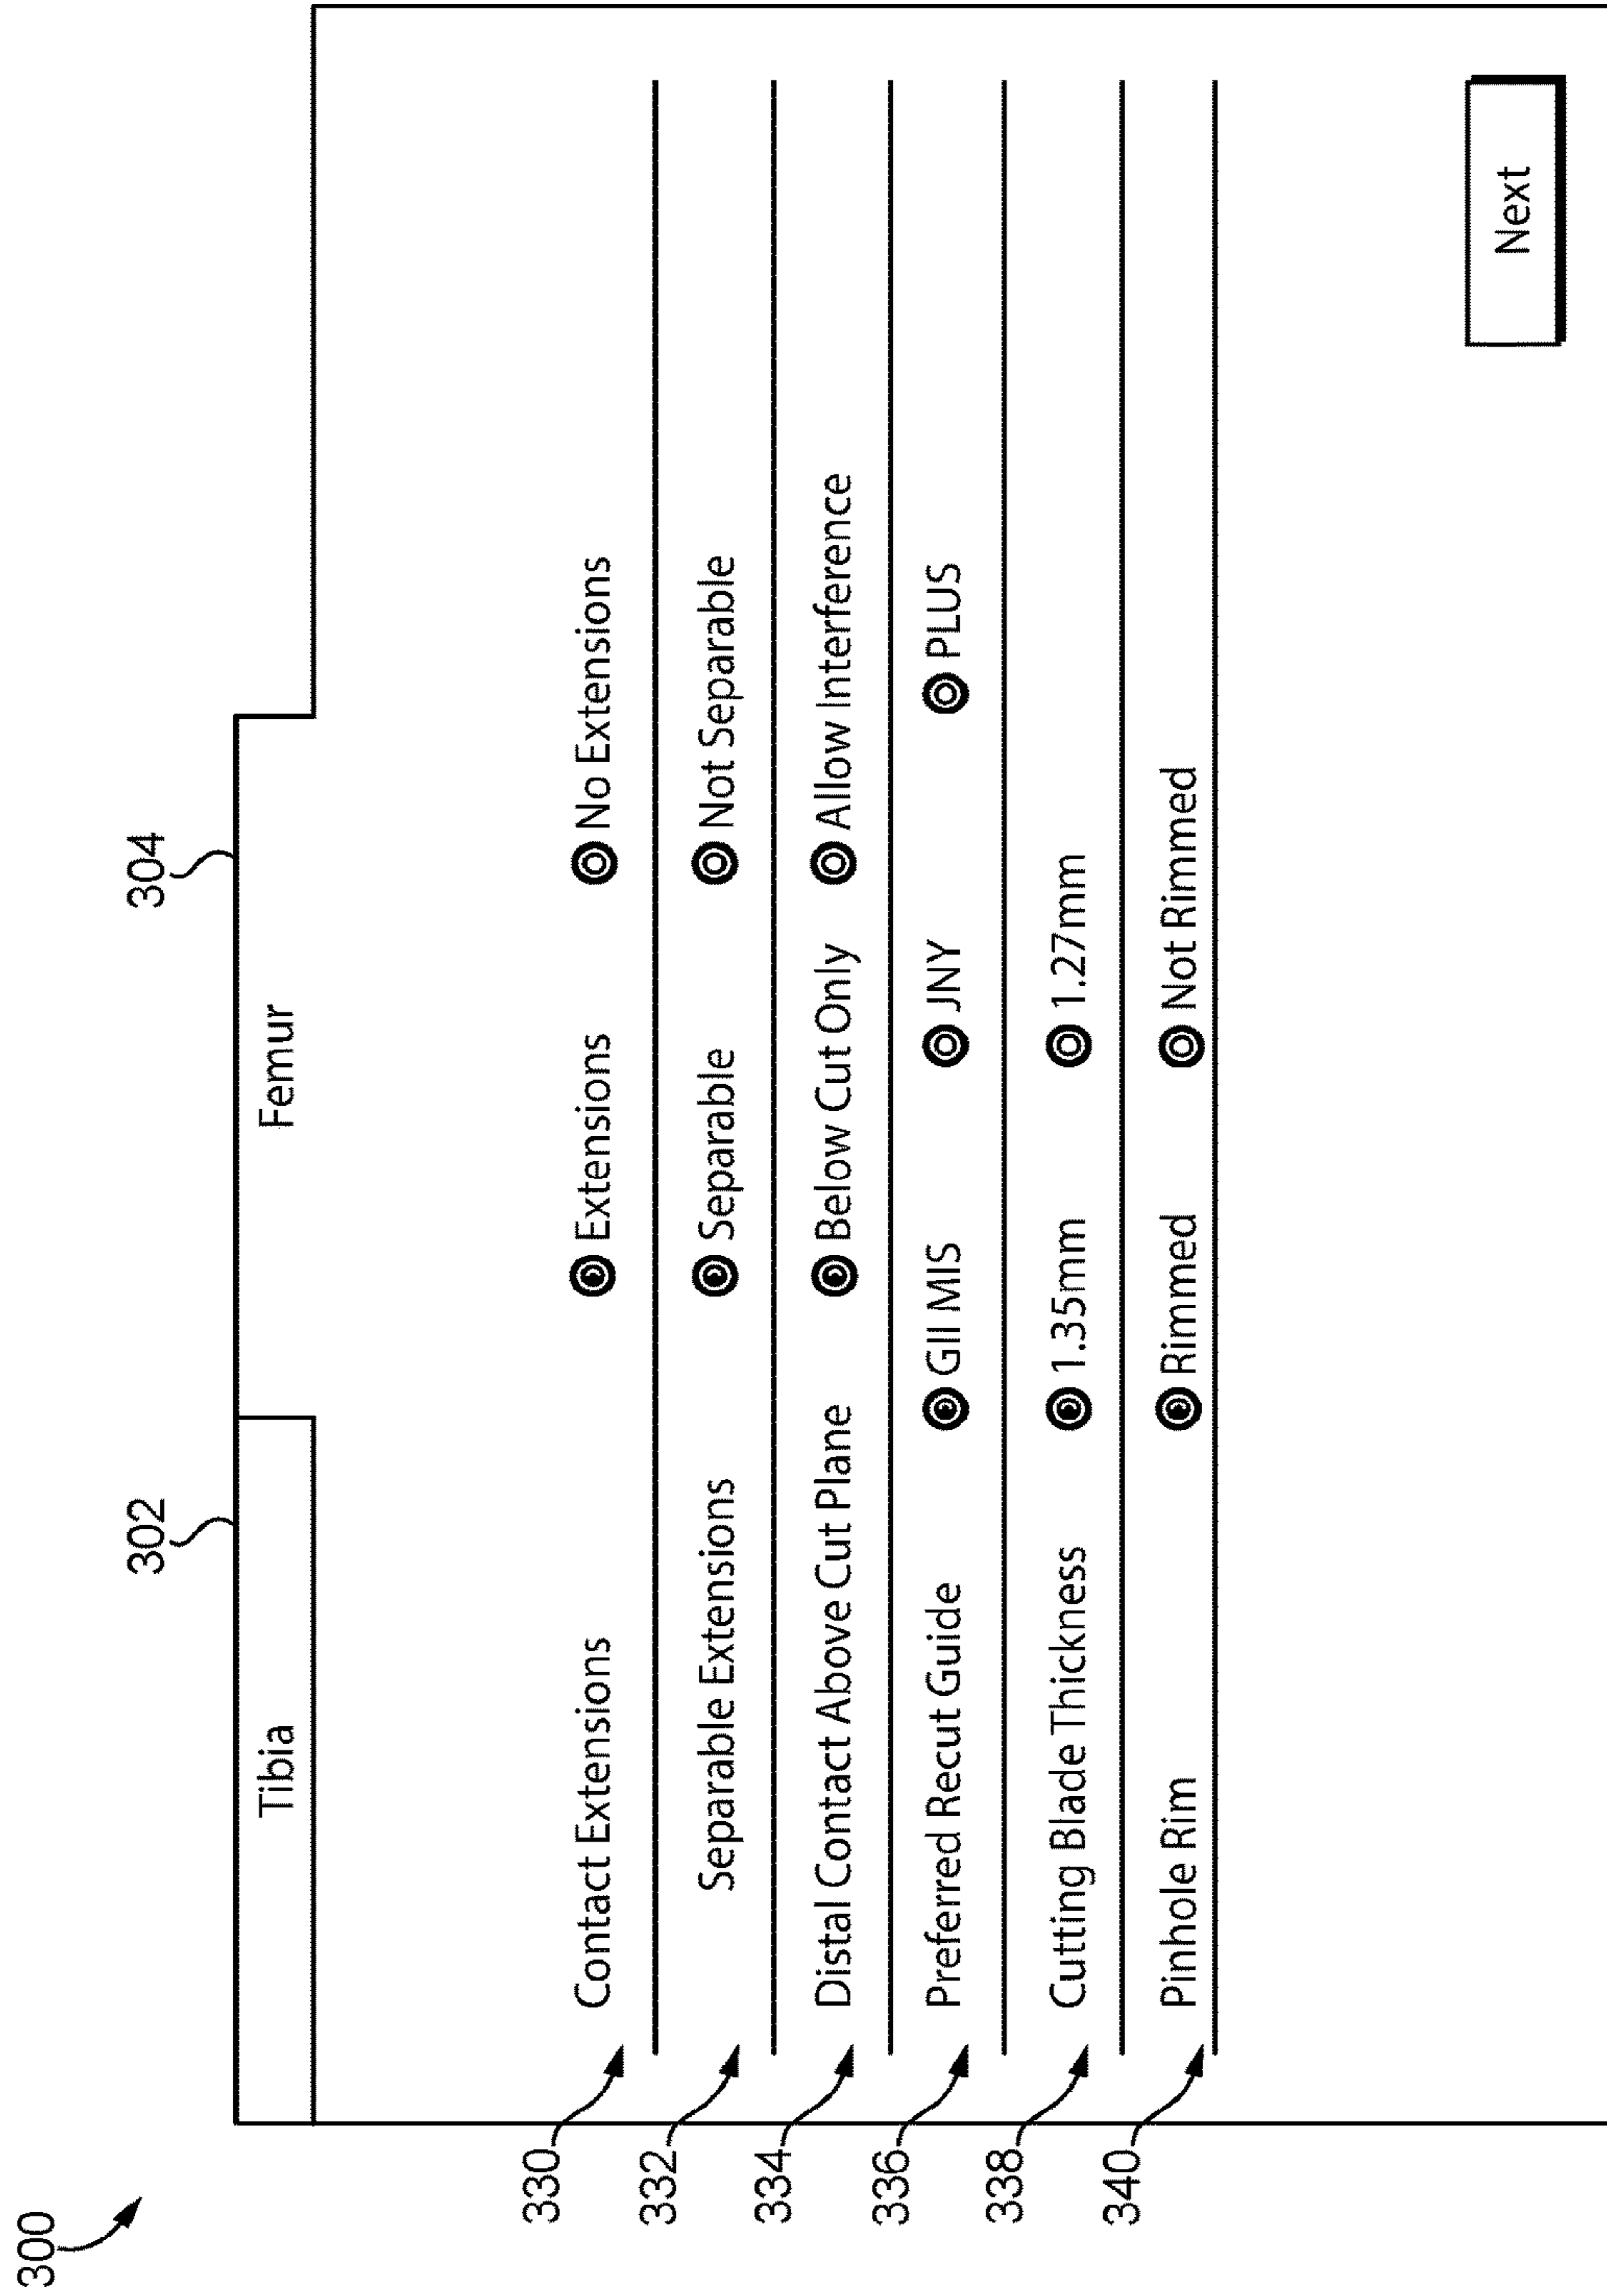 300
302
304
Tibia
Femur
330
Contact Extensions Extensions No Extensions
332
Separable Extensions Separable Not Separable
334
Distal Contact Above Cut Plane Below Cut Only Allow Interference
336
Preferred Recut Guide GII MIS JNY PLUS
338
Cutting Blade Thickness 1.35mm 1.27mm
340
Pinhole Rim Rimmed Not Rimmed
Next